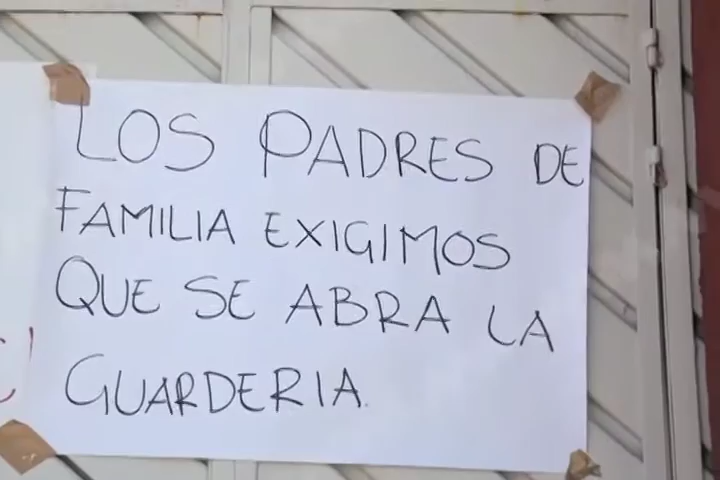 LOS PADRES DE
FAMILIA EXIGIMOS
QUE SE ABRA LA
GUARDERIA.